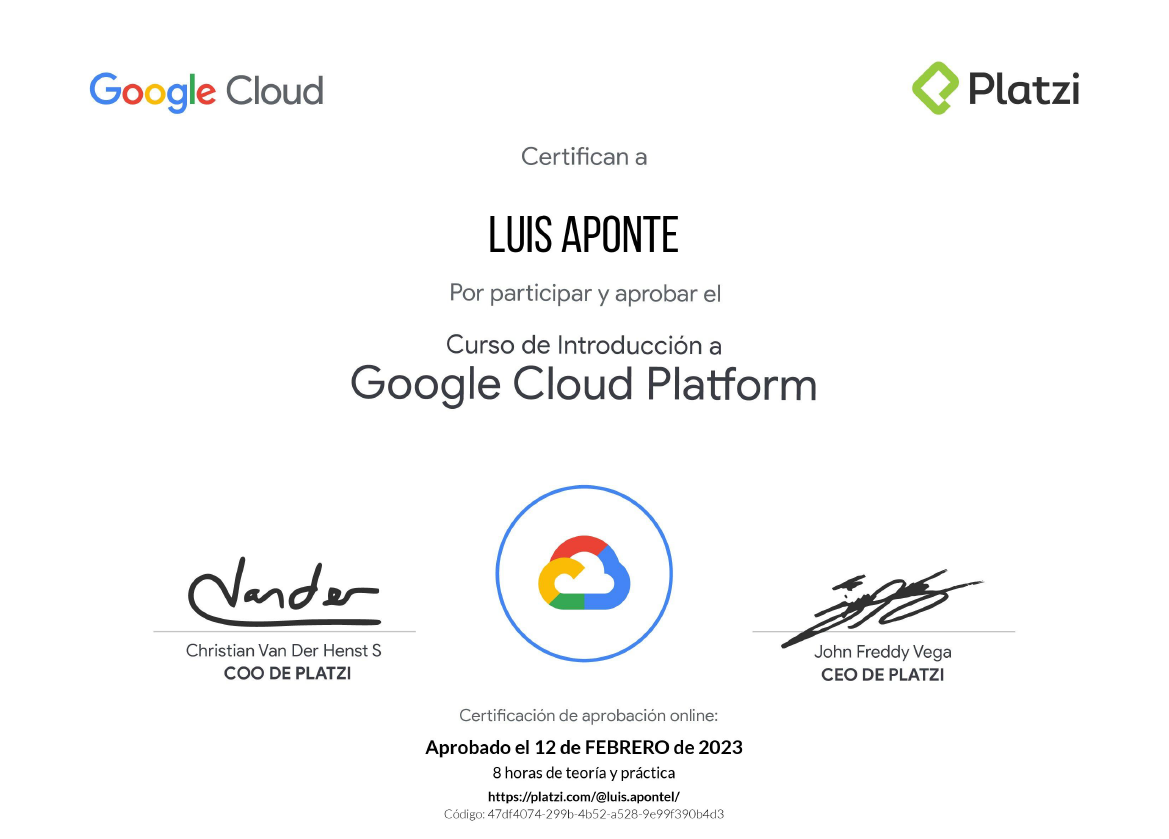 Google Cloud
Platzi
Certifican a
LUIS APONTE
Por participar y aprobar el
Curso de Introducción a
Google Cloud Platform
Vander
Christian Van Der Henst S
COO DE PLATZI
John Freddy Vega
CEO DE PLATZI
Certificación de aprobación online:
Aprobado el 12 de FEBRERO de 2023
8 horas de teoría y práctica
https://platzi.com/@luis.apontel/
Código: 47df4074-299b-4b52-a528-9e99f390b4d3